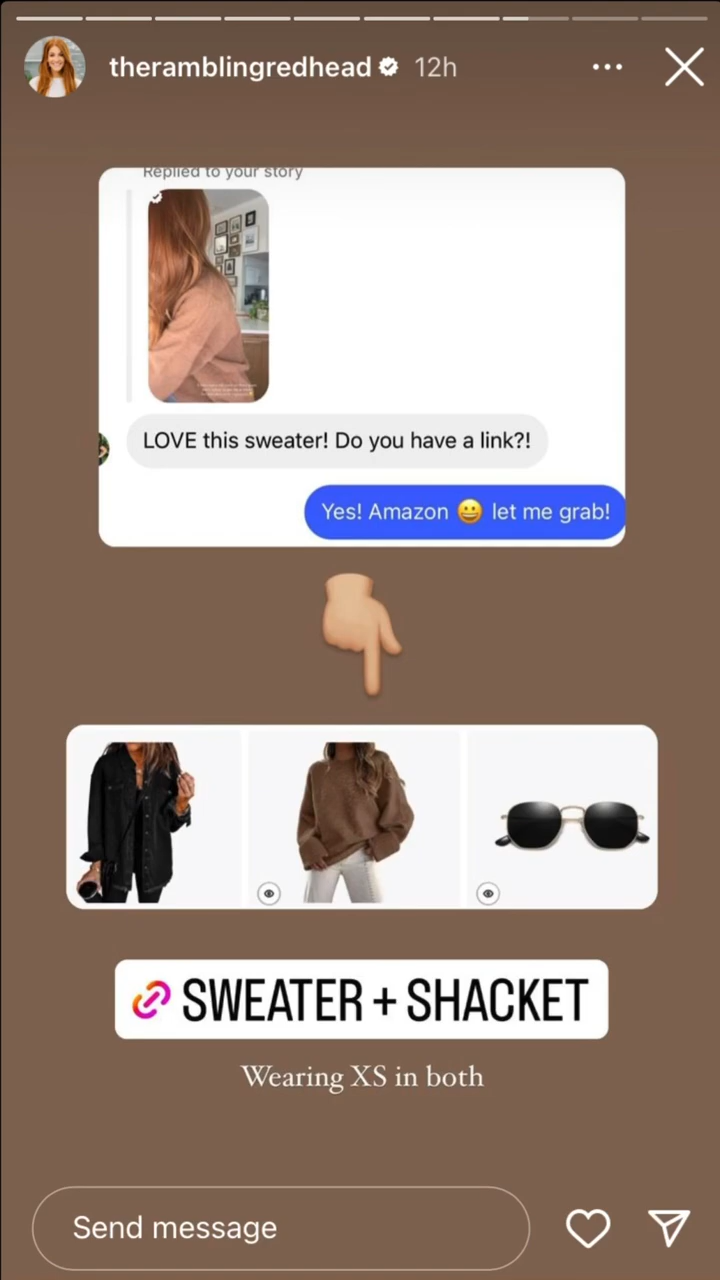 theramblingredhead 12h
Replied to your story
LOVE this sweater! Do you have a link?!
Yes! Amazon 😀 let me grab!
SWEATER + SHACKET
Wearing XS in both
Send message